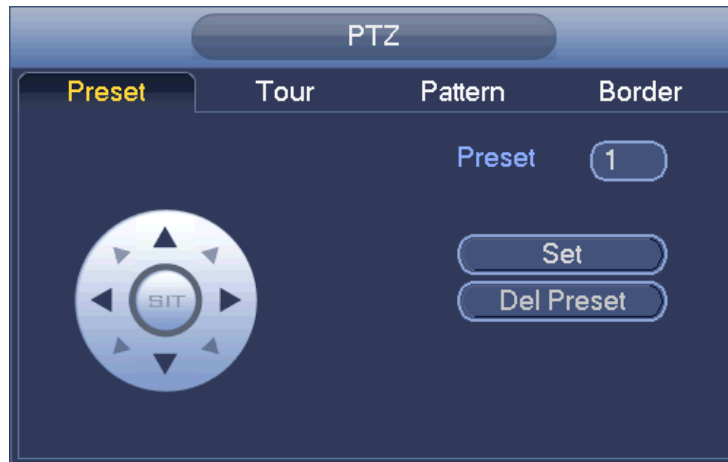 PTZ
Preset Tour Pattern Border
Preset 1
Set
SIT
Del Preset